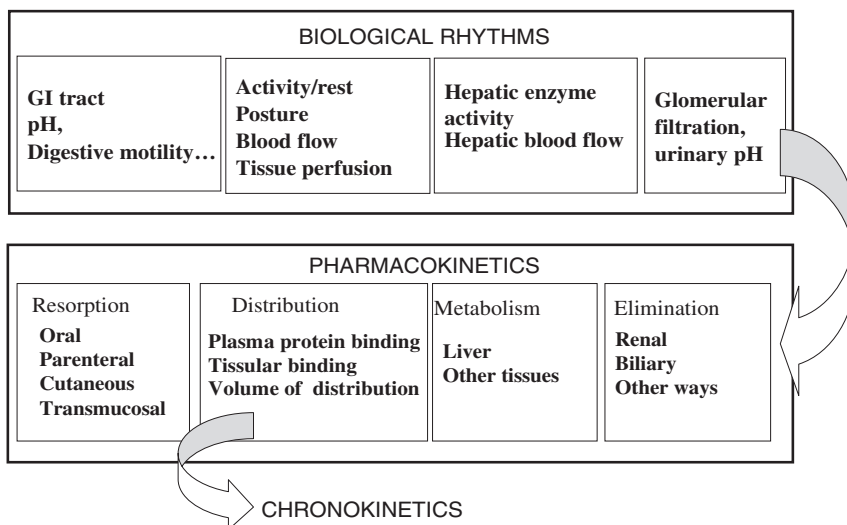 BIOLOGICAL RHYTHMS
GI tract
pH,
Digestive motility…
Activity/rest
Posture
Blood flow
Tissue perfusion
Hepatic enzyme
activity
Hepatic blood flow
Glomerular
filtration,
urinary pH
PHARMACOKINETICS
Resorption
Oral
Parenteral
Cutaneous
Transmucosal
Distribution
Plasma protein binding
Tissular binding
Volume of distribution
Metabolism
Liver
Other tissues
Elimination
Renal
Biliary
Other ways
CHRONOKINETICS